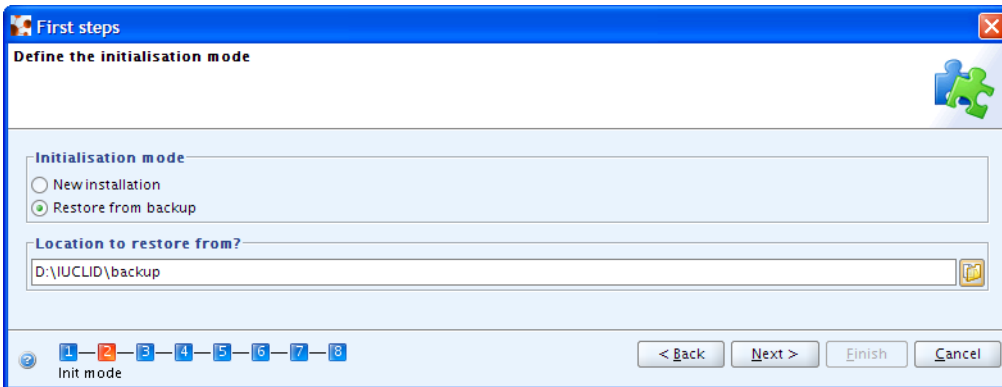 First steps
Define the initialisation mode
Initialisation mode
New installation
Restore from backup
Location to restore from?
D:\IUCLID\backup
1 2 3 4 5 6 7 8
Init mode
< Back Next > Finish Cancel